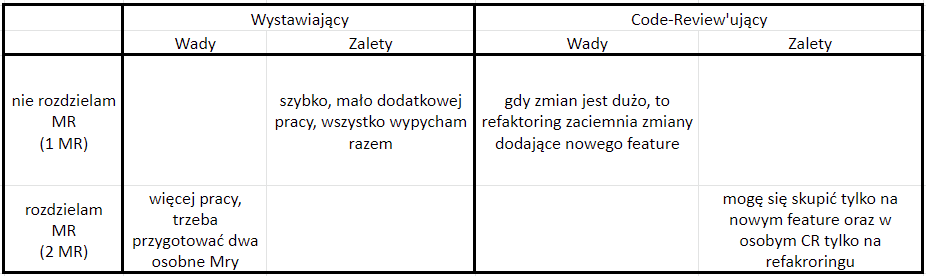 Wystawiający Code-Review'ujący
Wady Zalety Wady Zalety
nie rozdzielam
MR
(1 MR)
szybko, mało dodatkowej
pracy, wszystko wypycham
razem
gdy zmian jest dużo, to
refaktoring zaciemnia zmiany
dodające nowego feature
rozdzielam
MR
(2 MR)
więcej pracy,
trzeba
przygotować dwa
osobne Mry
mogę się skupić tylko na
nowym feature oraz w
osobym CR tylko na
refakroringu